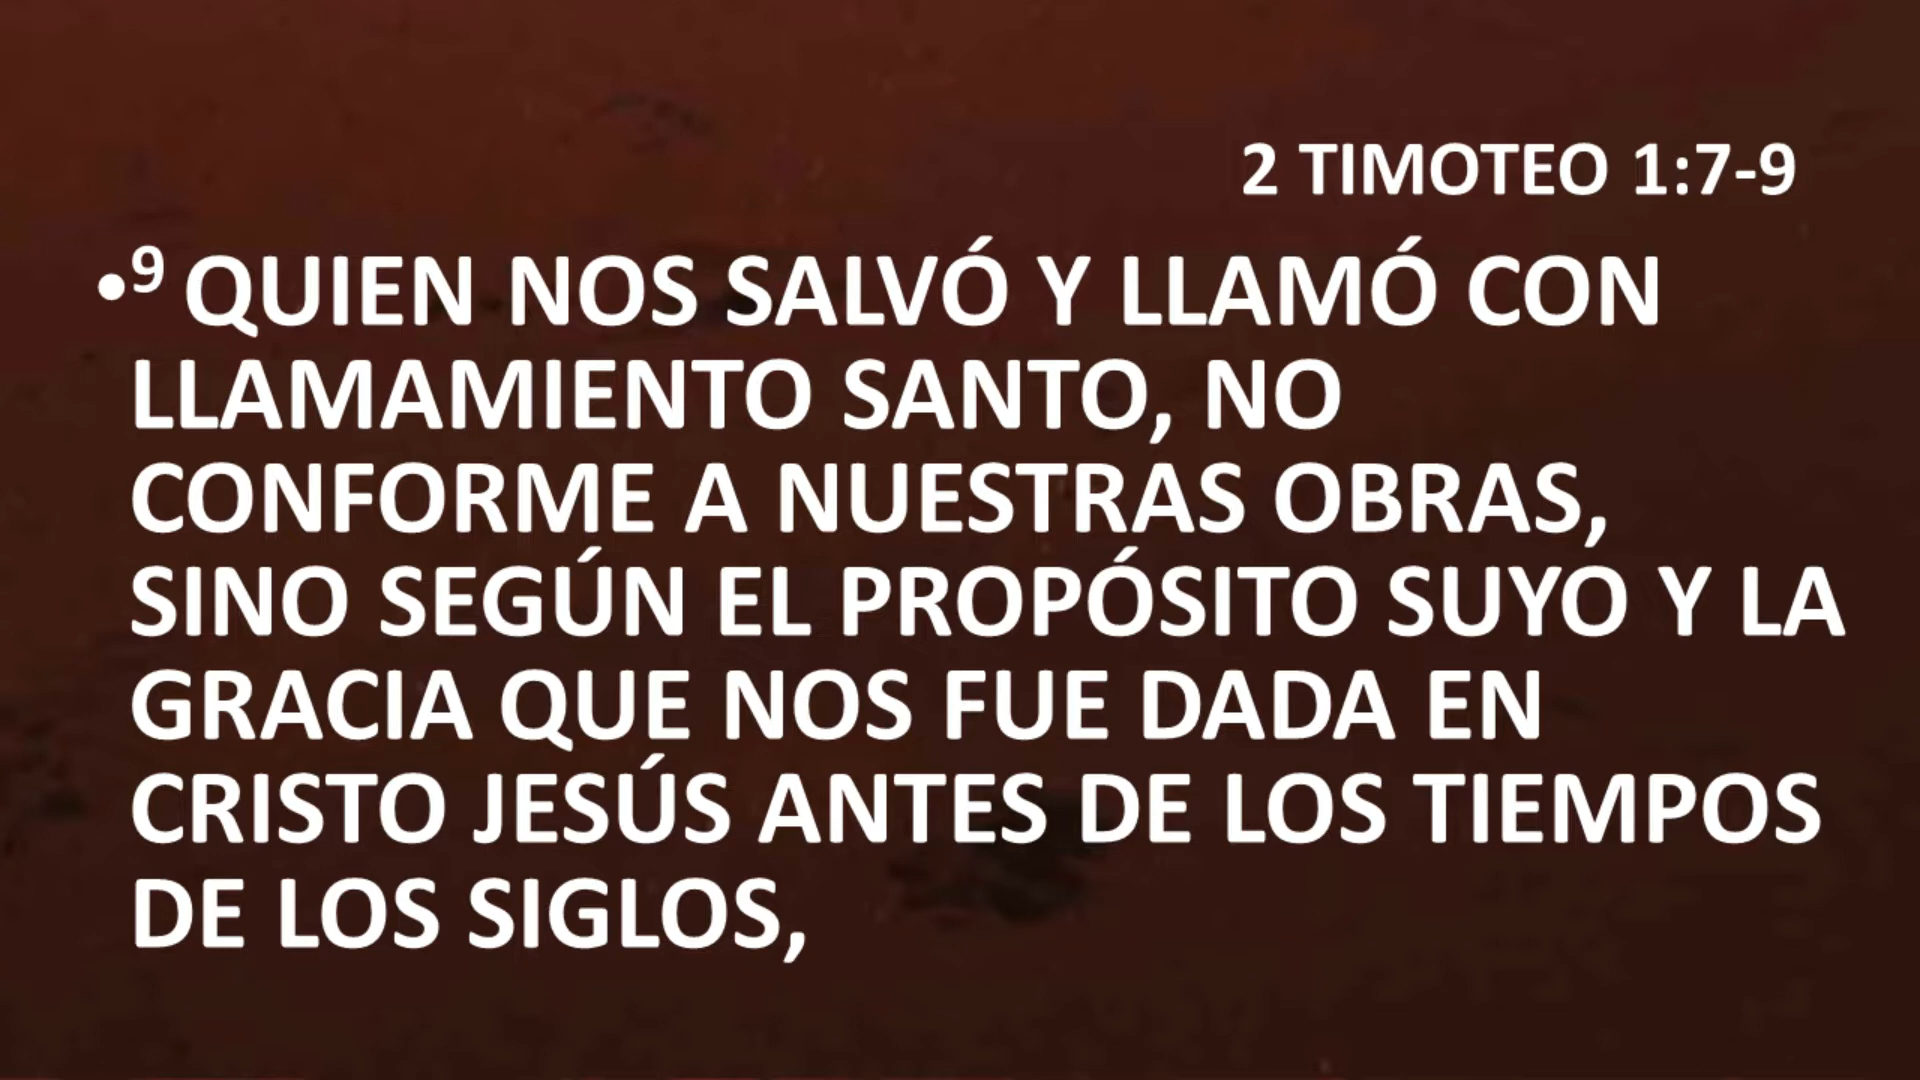 2 TIMOTEO 1:7-9
•⁹ QUIEN NOS SALVÓ Y LLAMÓ CON
LLAMAMIENTO SANTO, NO
CONFORME A NUESTRAS OBRAS,
SINO SEGÚN EL PROPÓSITO SUYO Y LA
GRACIA QUE NOS FUE DADA EN
CRISTO JESÚS ANTES DE LOS TIEMPOS
DE LOS SIGLOS,